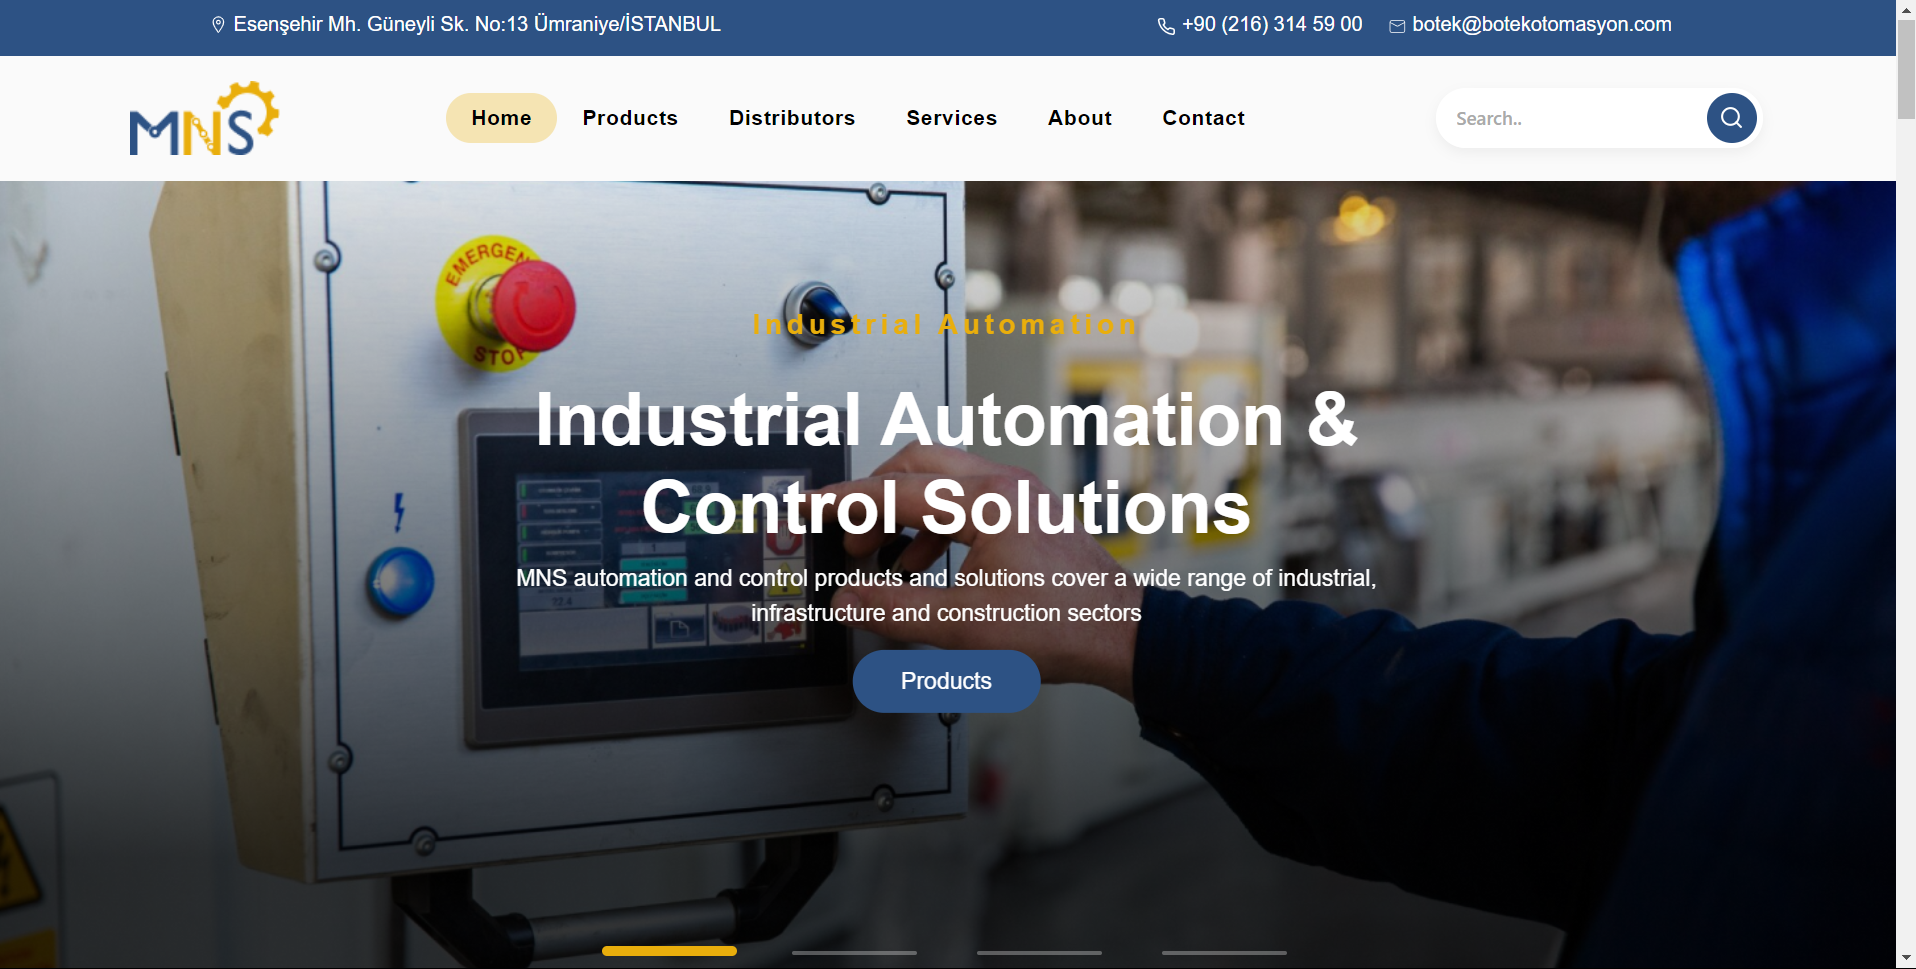 Esenşehir Mh. Güneyli Sk. No:13 Ümraniye/İSTANBUL
+90 (216) 314 59 00
botek@botekotomasyon.com
MNS
Home
Products
Distributors
Services
About
Contact
Search..
EMERGEN
STOP
Industrial Automation
Industrial Automation &
Control Solutions
MNS automation and control products and solutions cover a wide range of industrial,
infrastructure and construction sectors
Products